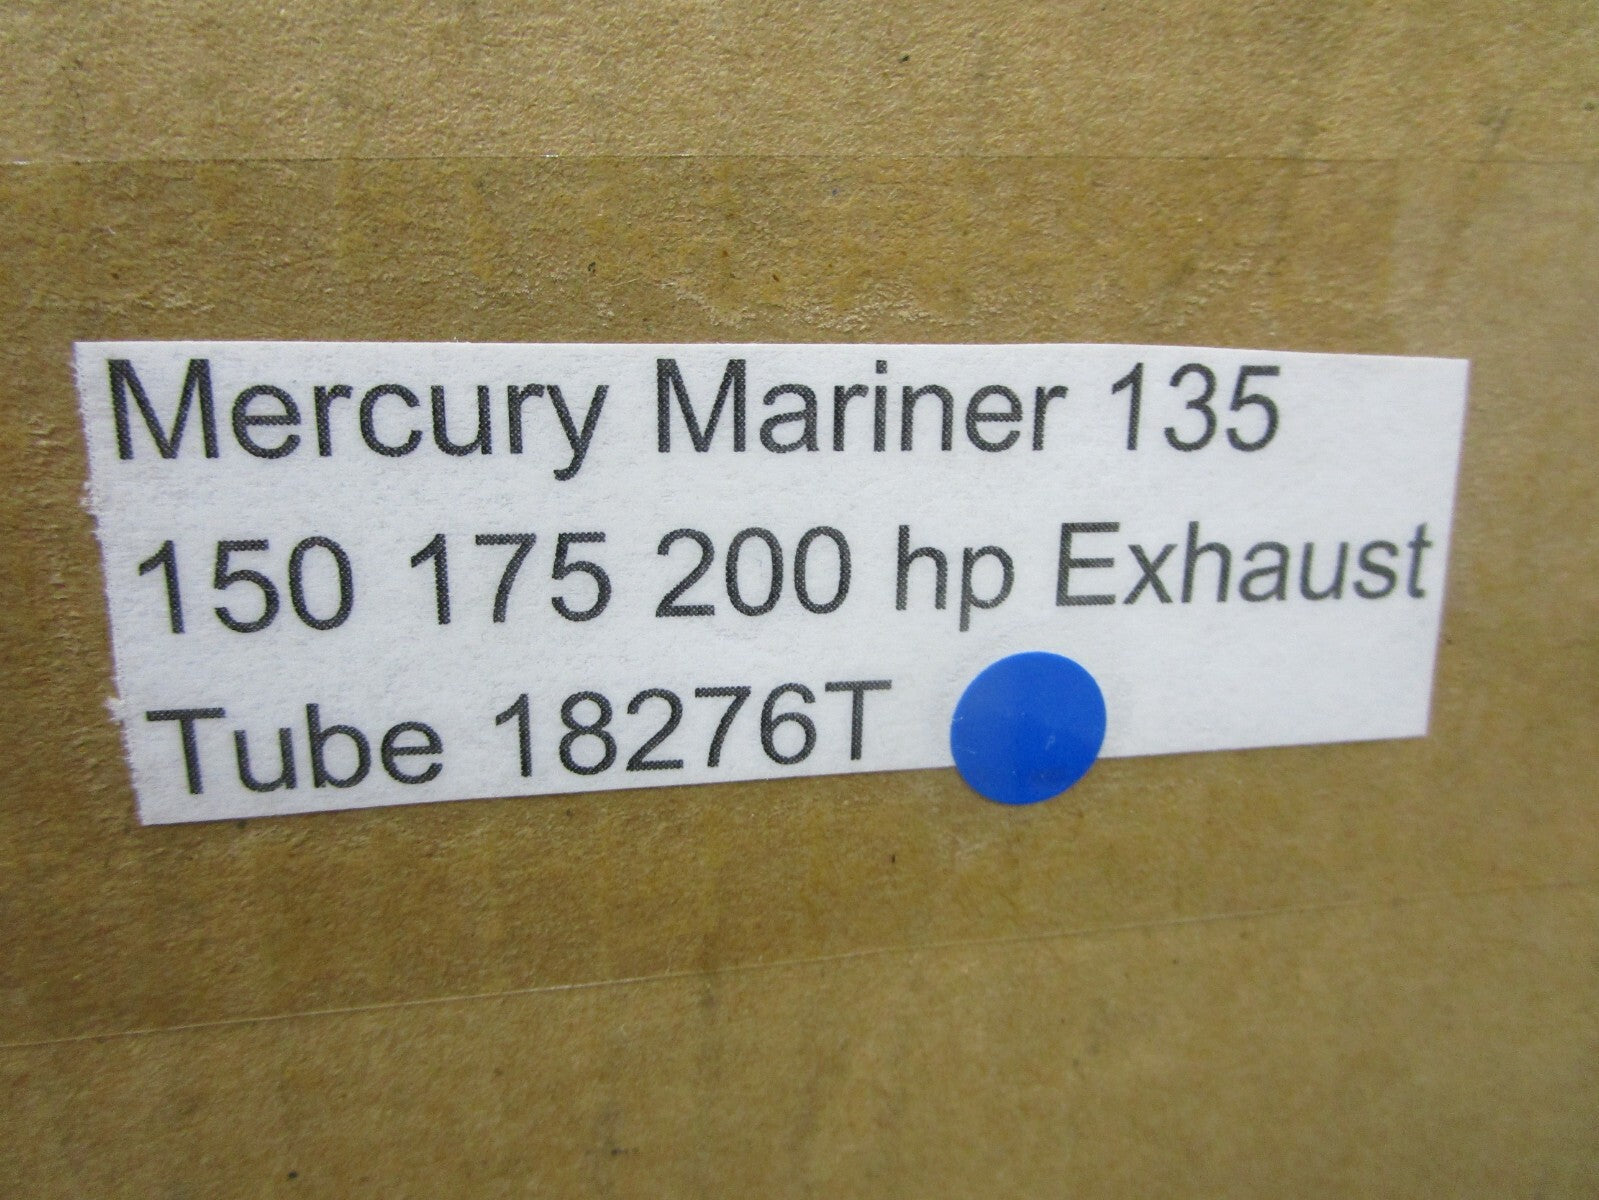 Mercury Mariner 135
150 175 200 hp Exhaust
Tube 18276T